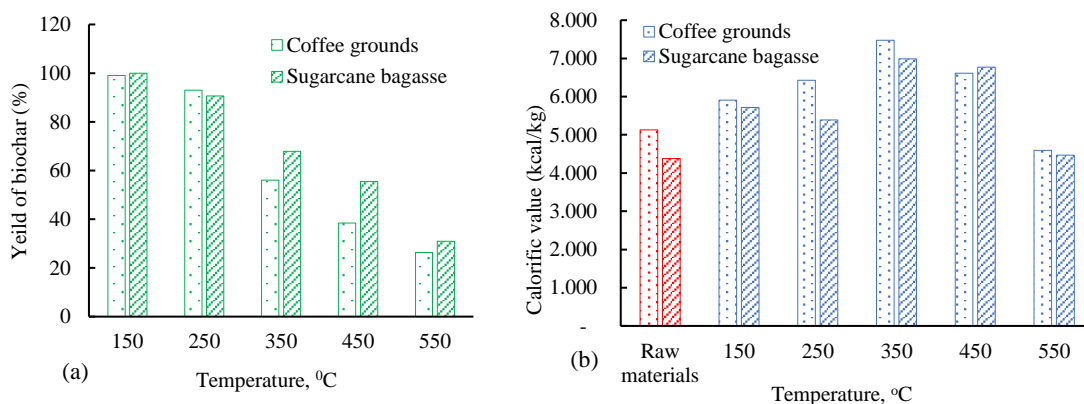 120
100
80
60
40
20
0
Yeild of biochar (%)
Coffee grounds
Sugarcane bagasse
150 250 350 450 550
Temperature, ⁰C
(a)
8.000
7.000
6.000
5.000
4.000
3.000
2.000
1.000
-
Calorific value (kcal/kg)
Coffee grounds
Sugarcane bagasse
Raw materials 150 250 350 450 550
Temperature, ᵒC
(b)